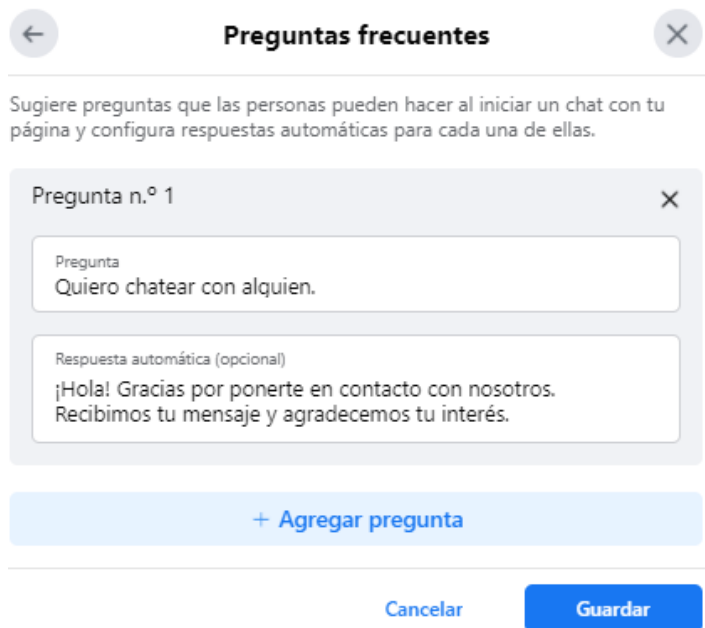 Preguntas frecuentes
Sugiere preguntas que las personas pueden hacer al iniciar un chat con tu
página y configura respuestas automáticas para cada una de ellas.
Pregunta n.º 1
Pregunta
Quiero chatear con alguien.
Respuesta automática (opcional)
¡Hola! Gracias por ponerte en contacto con nosotros.
Recibimos tu mensaje y agradecemos tu interés.
+ Agregar pregunta
Cancelar
Guardar